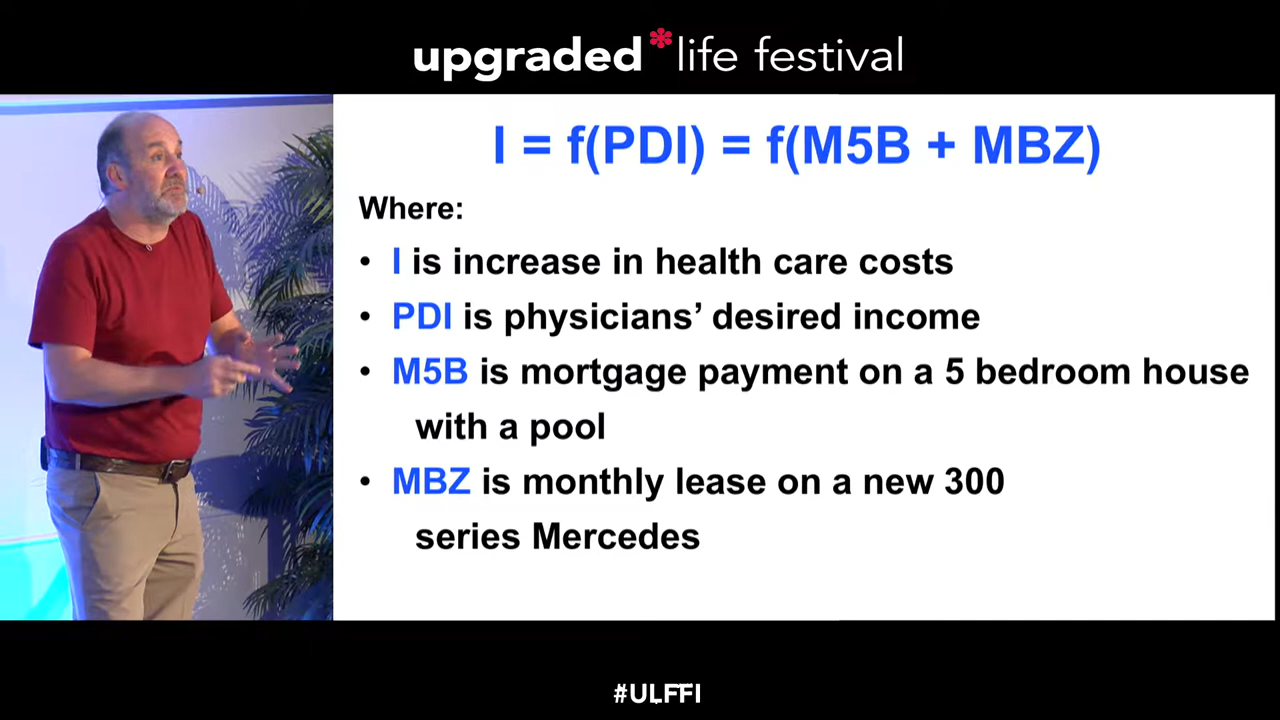 upgraded*life festival
I = f(PDI) = f(M5B + MBZ)
Where:
• I is increase in health care costs
• PDI is physicians’ desired income
• M5B is mortgage payment on a 5 bedroom house
with a pool
• MBZ is monthly lease on a new 300
series Mercedes
#ULFFI